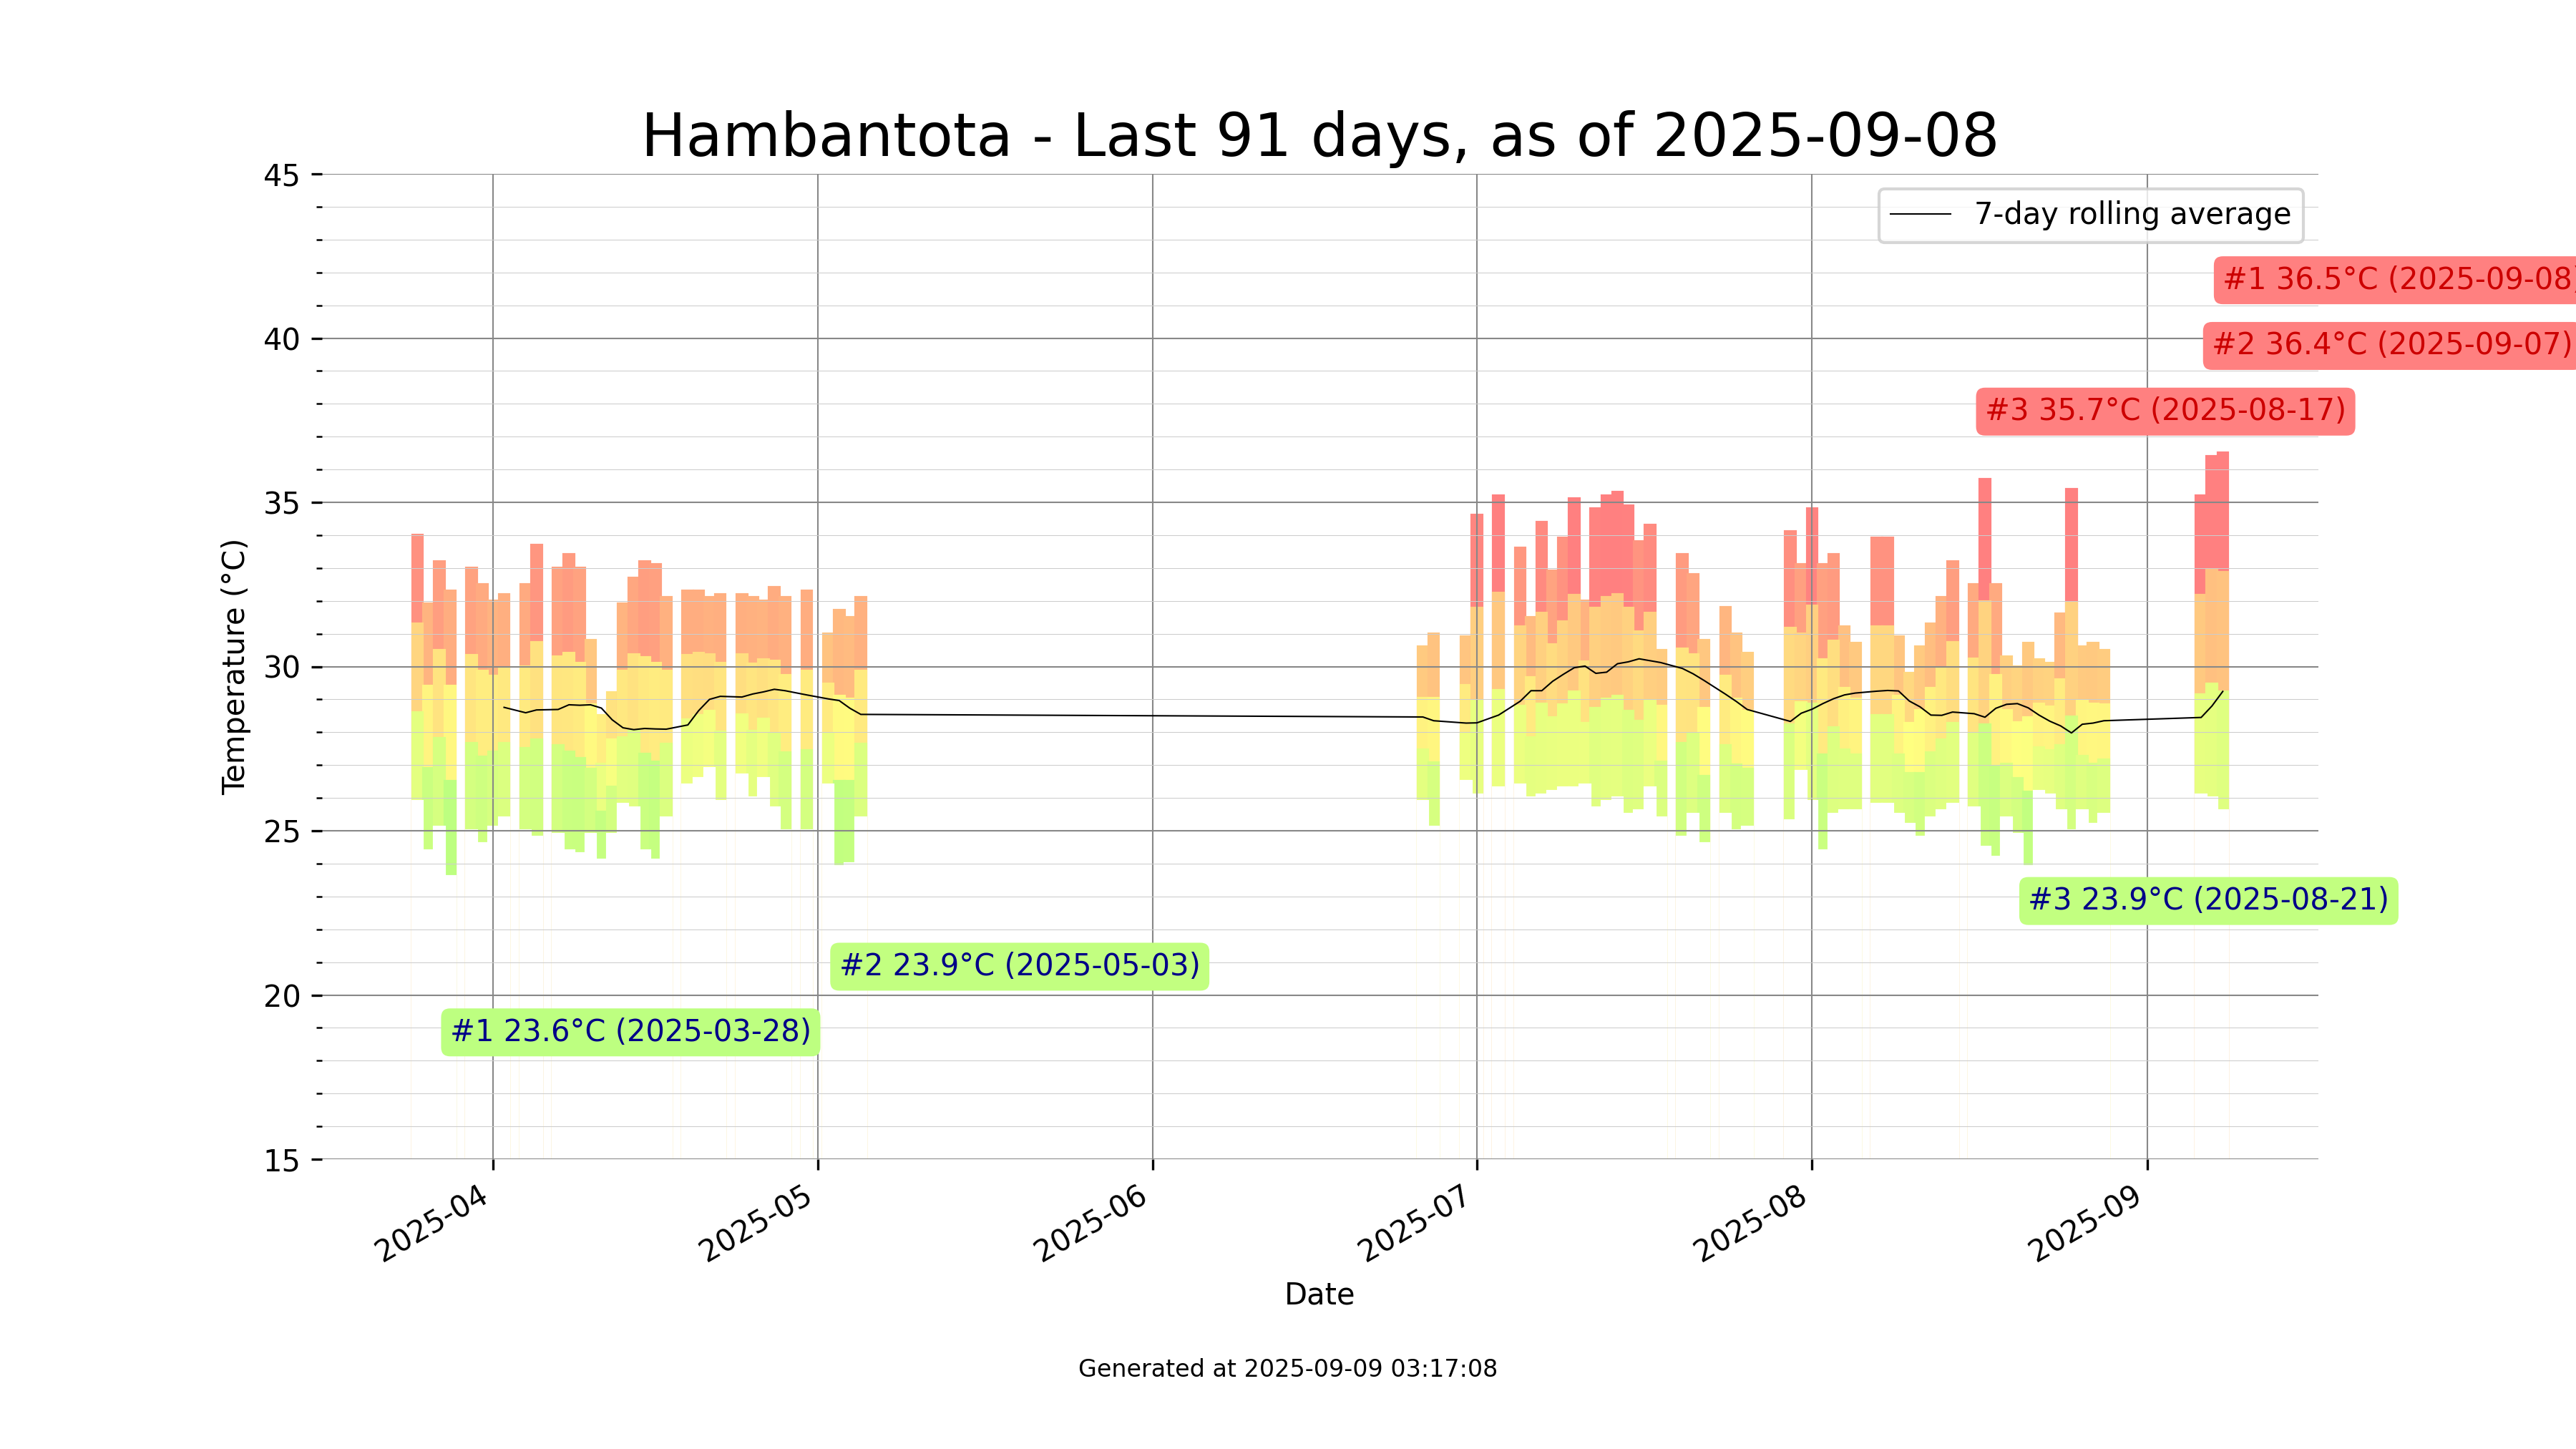 Hambantota - Last 91 days, as of 2025-09-08
7-day rolling average
#1 36.5°C (2025-09-08)
#2 36.4°C (2025-09-07)
#3 35.7°C (2025-08-17)
#3 23.9°C (2025-08-21)
#2 23.9°C (2025-05-03)
#1 23.6°C (2025-03-28)
Temperature (°C)
45
40
35
30
25
20
15
2025-04
2025-05
2025-06
2025-07
2025-08
2025-09
Date
Generated at 2025-09-09 03:17:08